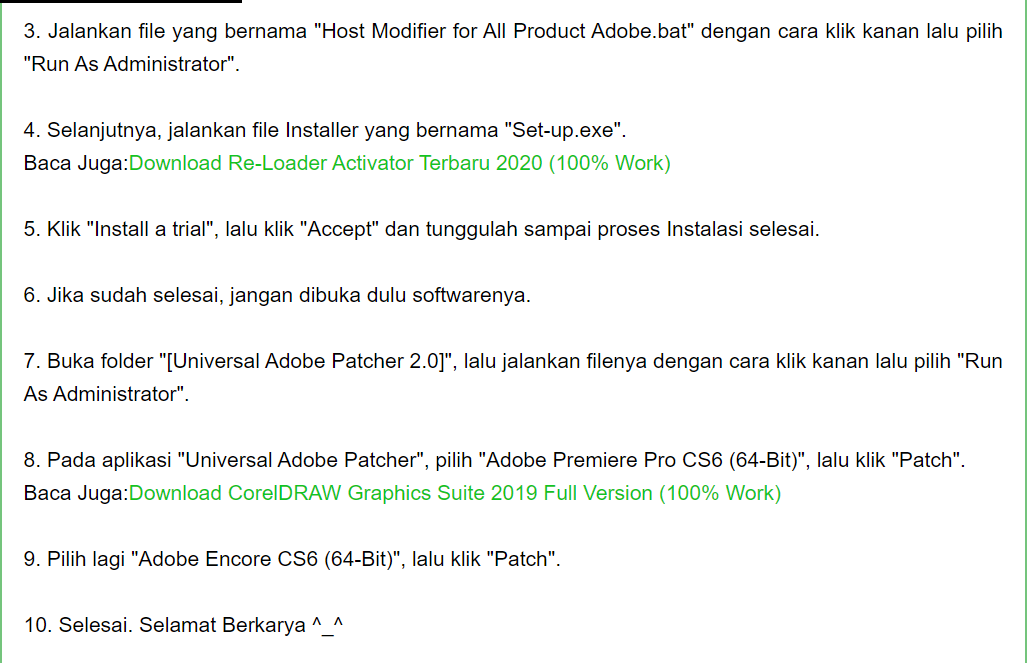 3. Jalankan file yang bernama "Host Modifier for All Product Adobe.bat" dengan cara klik kanan lalu pilih
"Run As Administrator".
4. Selanjutnya, jalankan file Installer yang bernama "Set-up.exe".
Baca Juga:Download Re-Loader Activator Terbaru 2020 (100% Work)
5. Klik "Install a trial", lalu klik "Accept" dan tunggulah sampai proses Instalasi selesai.
6. Jika sudah selesai, jangan dibuka dulu softwarenya.
7. Buka folder "[Universal Adobe Patcher 2.0]", lalu jalankan filenya dengan cara klik kanan lalu pilih "Run
As Administrator".
8. Pada aplikasi "Universal Adobe Patcher", pilih "Adobe Premiere Pro CS6 (64-Bit)", lalu klik "Patch".
Baca Juga:Download CorelDRAW Graphics Suite 2019 Full Version (100% Work)
9. Pilih lagi "Adobe Encore CS6 (64-Bit)", lalu klik "Patch".
10. Selesai. Selamat Berkarya ^_^